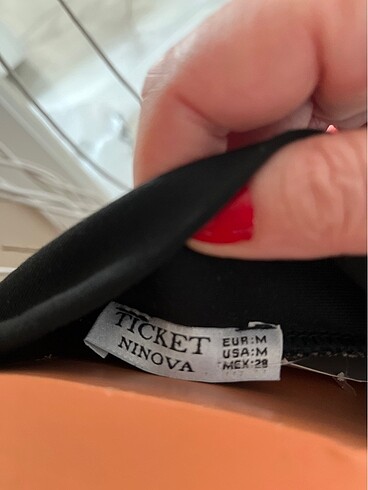 TICKET
NINOVA
EUR:M
USA:M
MEX:28